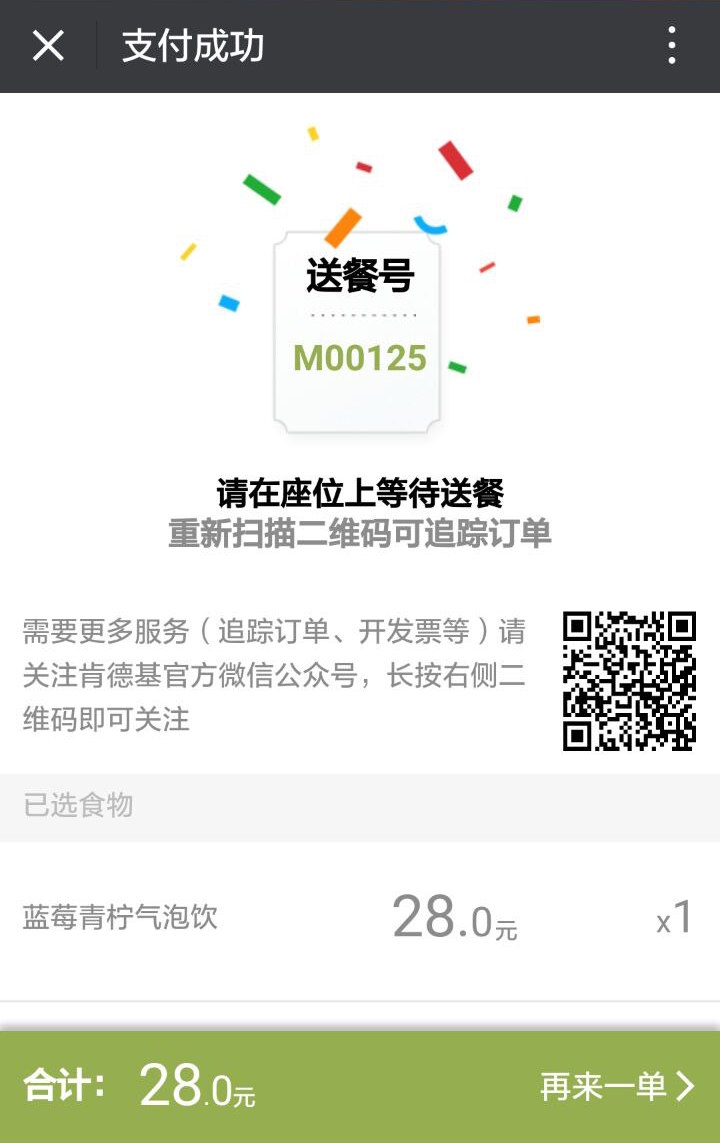 支付成功
送餐号
M00125
请在座位上等待送餐
重新扫描二维码可追踪订单
需要更多服务（追踪订单、开发票等）请
关注肯德基官方微信公众号，长按右侧二
维码即可关注
已选食物
蓝莓青柠气泡饮 28.0元 x1
合计： 28.0元 再来一单